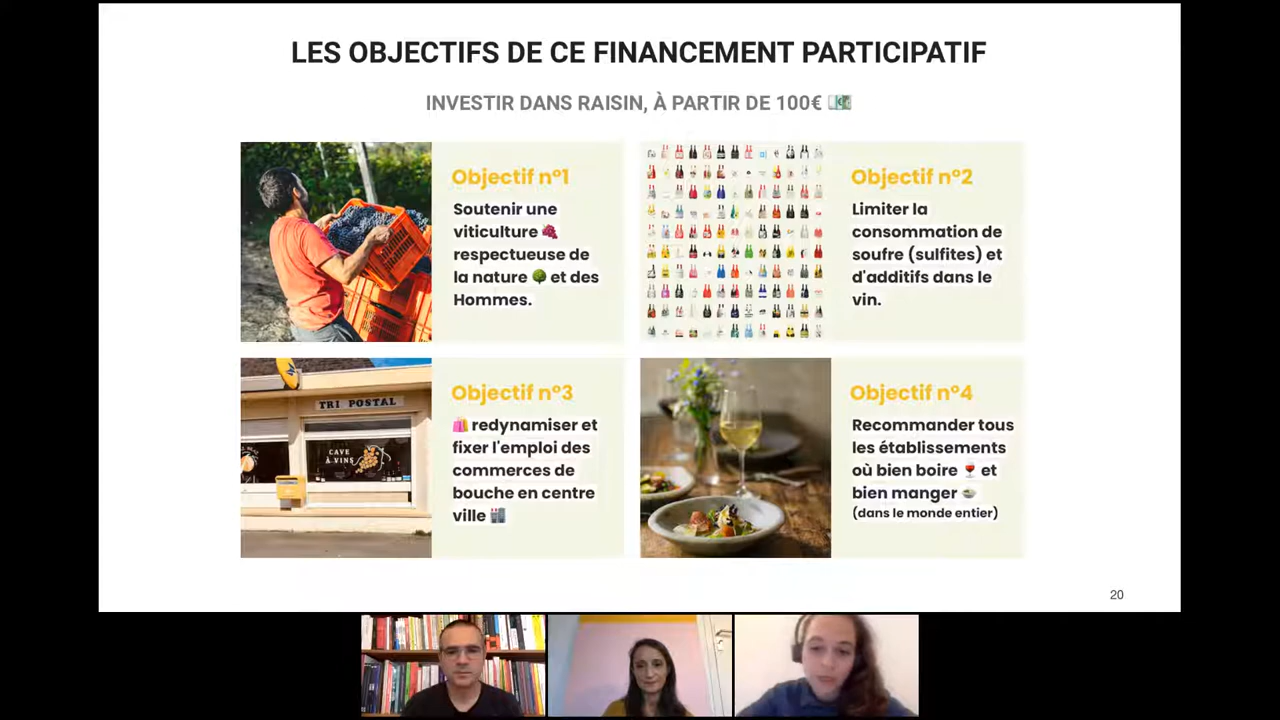 LES OBJECTIFS DE CE FINANCEMENT PARTICIPATIF
INVESTIR DANS RAISIN, À PARTIR DE 100€ 💵
Objectif n°1
Soutenir une
viticulture 🍇
respectueuse de
la nature 🌳 et des
Hommes.
Objectif n°2
Limiter la
consommation de
soufre (sulfites) et
d'additifs dans le
vin.
TRI POSTAL
CAVE
À VINS
Objectif n°3
🛍️ redynamiser et
fixer l'emploi des
commerces de
bouche en centre
ville 🏙️
Objectif n°4
Recommander tous
les établissements
où bien boire 🍷 et
bien manger 🥗
(dans le monde entier)
20